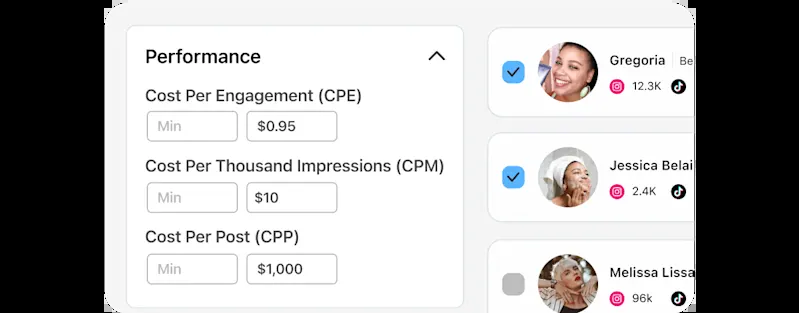 Performance
Cost Per Engagement (CPE)
Min $0.95
Cost Per Thousand Impressions (CPM)
Min $10
Cost Per Post (CPP)
Min $1,000
Gregoria Be
12.3K
Jessica Belai
2.4K
Melissa Lissa
96k